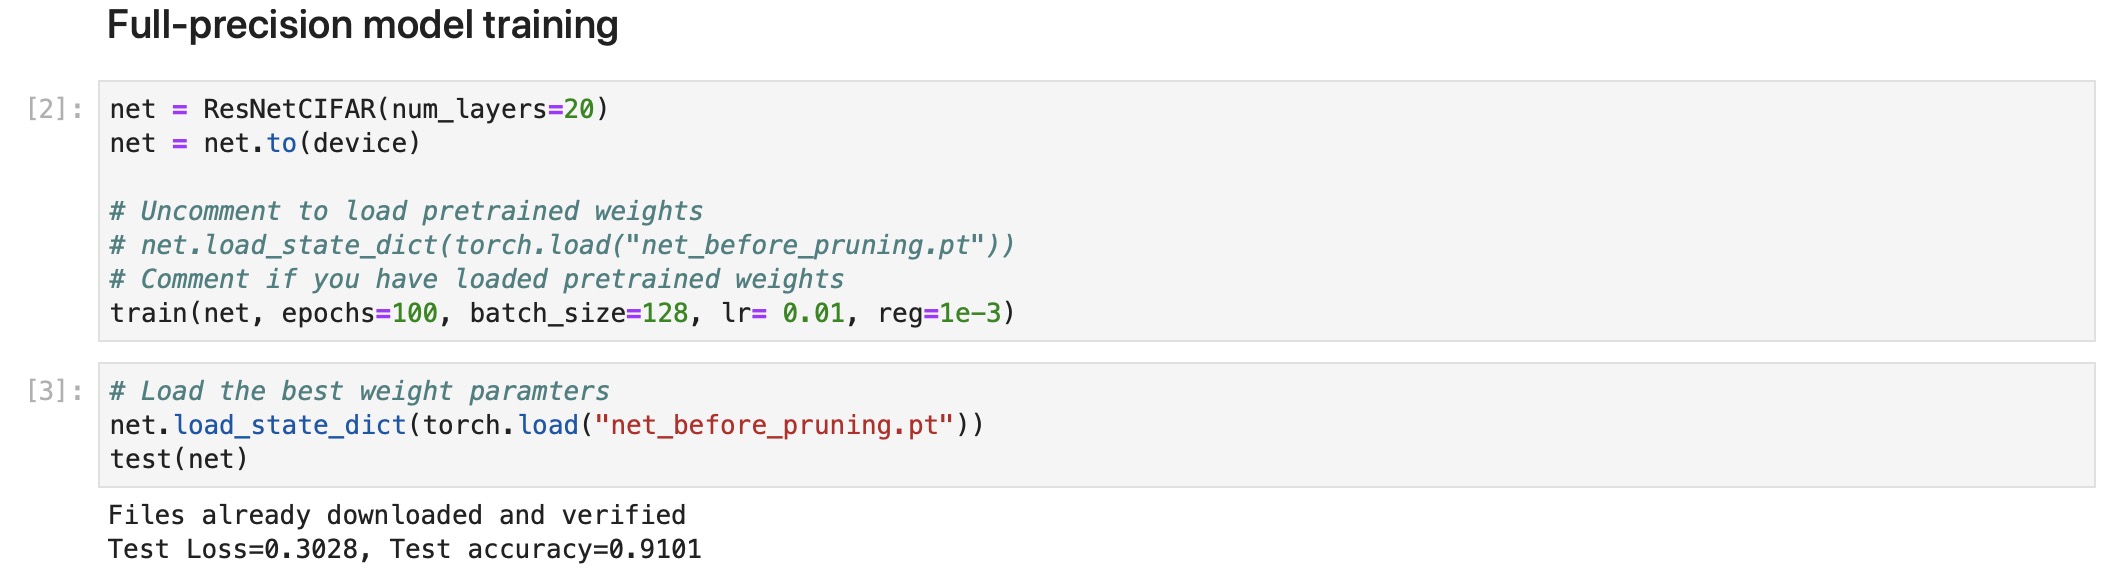 Full-precision model training
[2]:
net = ResNetCIFAR(num_layers=20)
net = net.to(device)
# Uncomment to load pretrained weights
# net.load_state_dict(torch.load("net_before_pruning.pt"))
# Comment if you have loaded pretrained weights
train(net, epochs=100, batch_size=128, lr= 0.01, reg=1e-3)
[3]:
# Load the best weight paramters
net.load_state_dict(torch.load("net_before_pruning.pt"))
test(net)
Files already downloaded and verified
Test Loss=0.3028, Test accuracy=0.9101